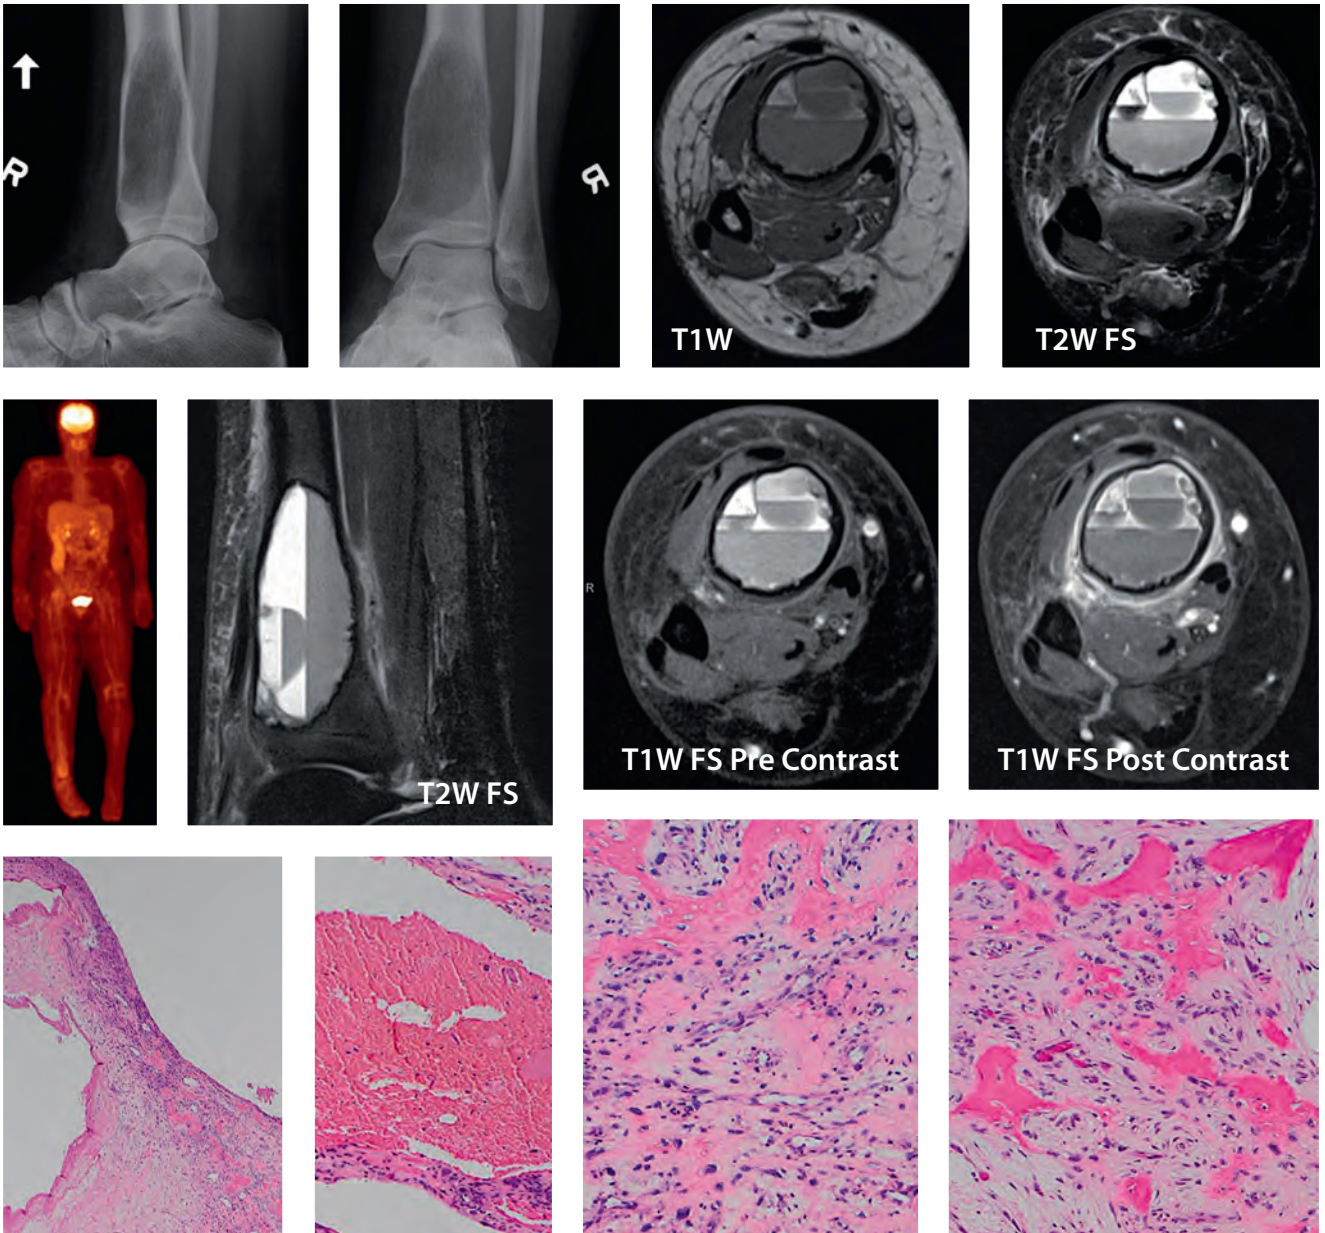 R
R
T1W
T2W FS
T2W FS
R
T1W FS Pre Contrast
T1W FS Post Contrast